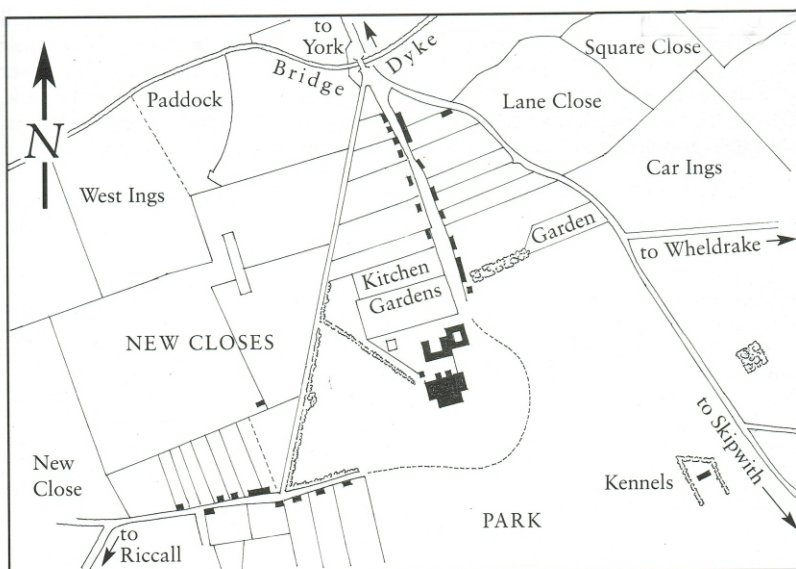 to
York
Bridge Dyke
Square Close
Paddock
Lane Close
N
West Ings
Car Ings
Garden
to Wheldrake
Kitchen
Gardens
NEW CLOSES
to Skipwith
New
Close
Kennels
PARK
to
Riccall